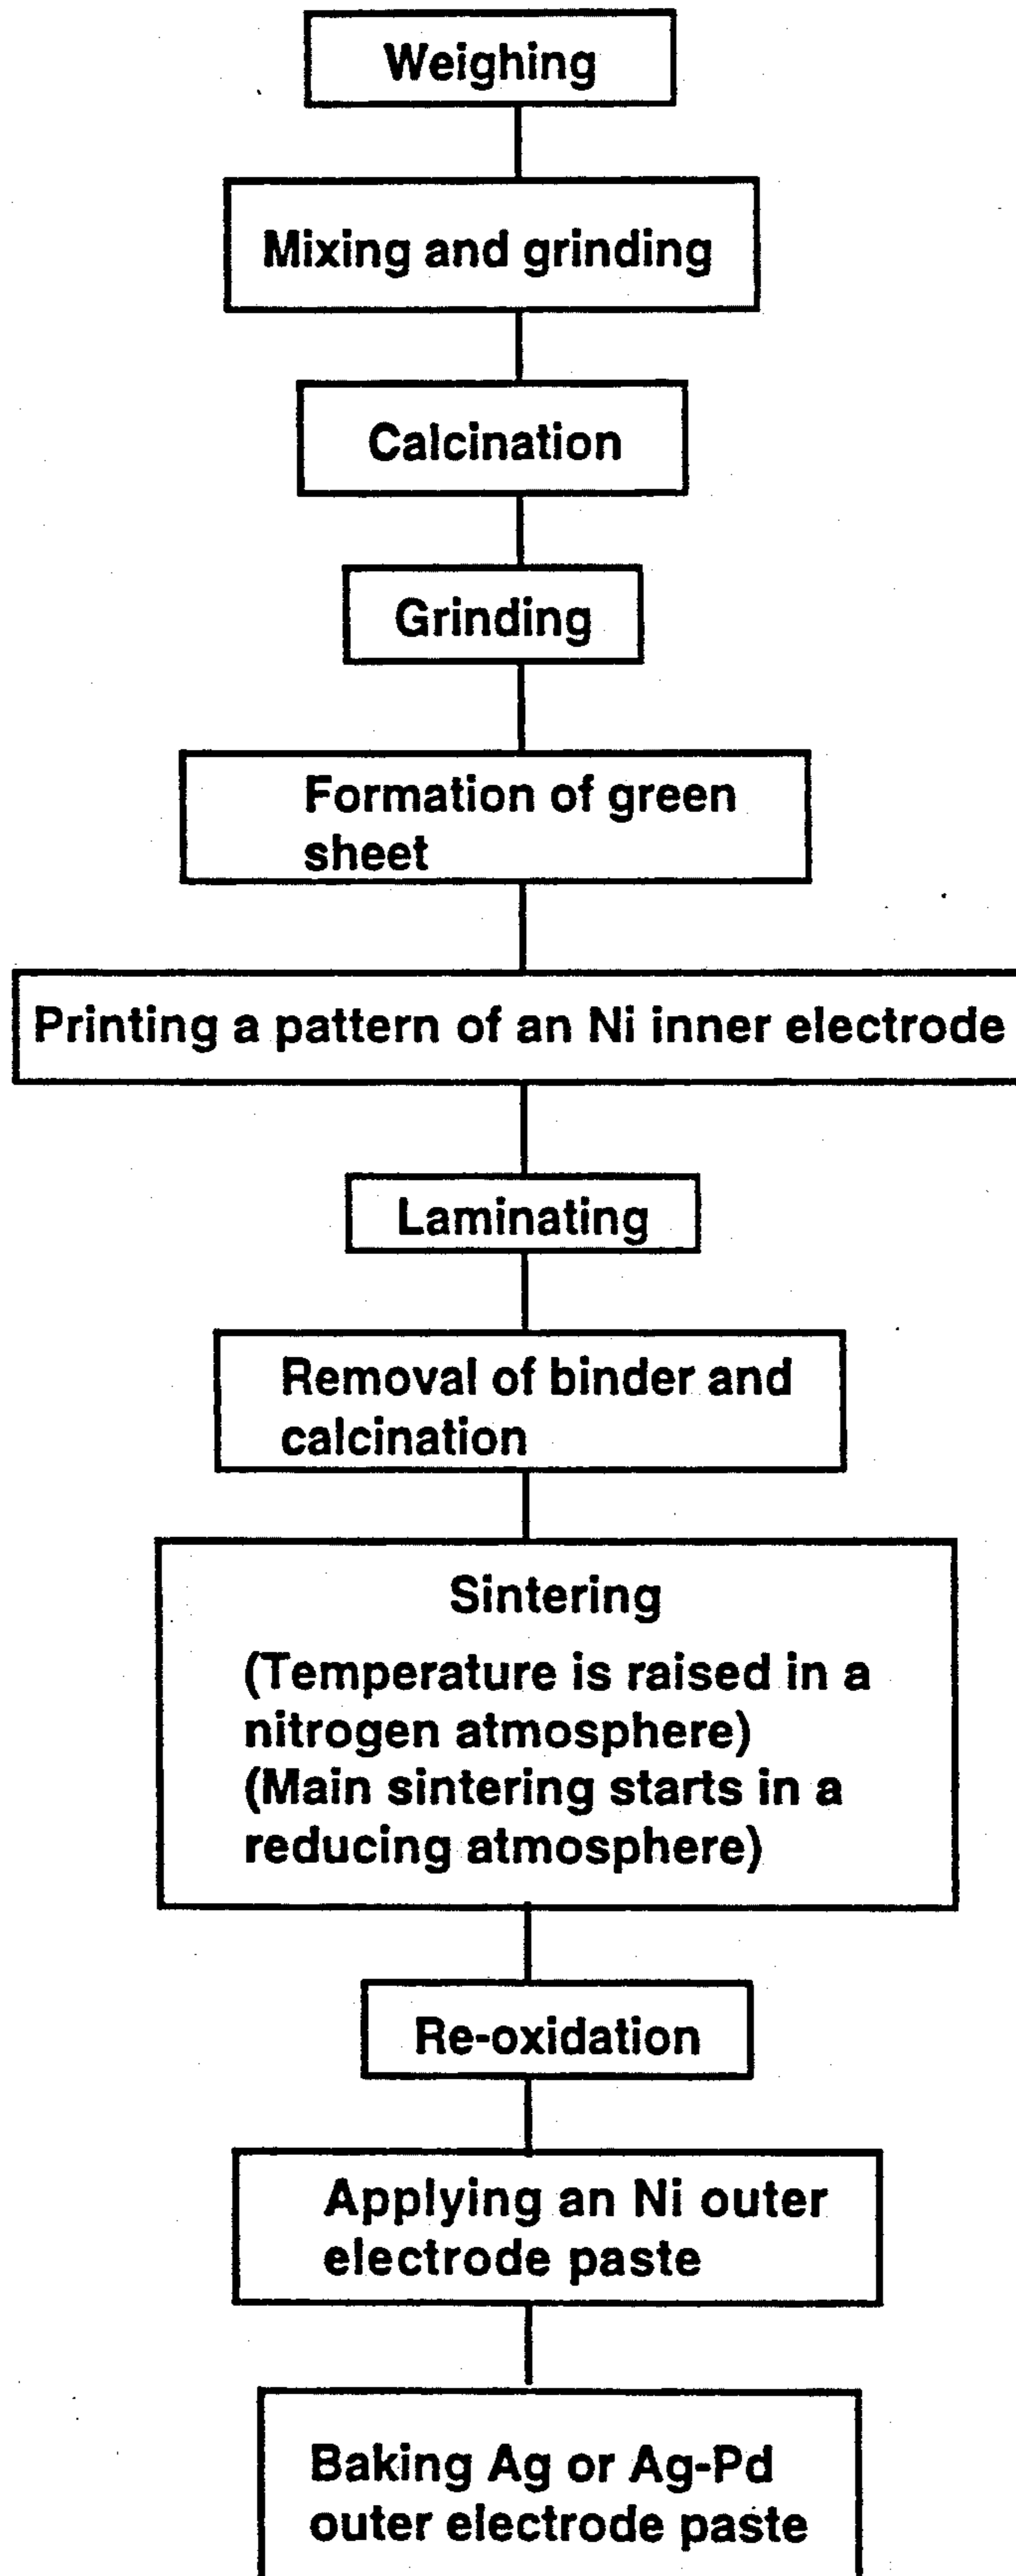 Weighing
Mixing and grinding
Calcination
Grinding
Formation of green
sheet
Printing a pattern of an Ni inner electrode
Laminating
Removal of binder and
calcination
Sintering
(Temperature is raised in a
nitrogen atmosphere)
(Main sintering starts in a
reducing atmosphere)
Re-oxidation
Applying an Ni outer
electrode paste
Baking Ag or Ag-Pd
outer electrode paste